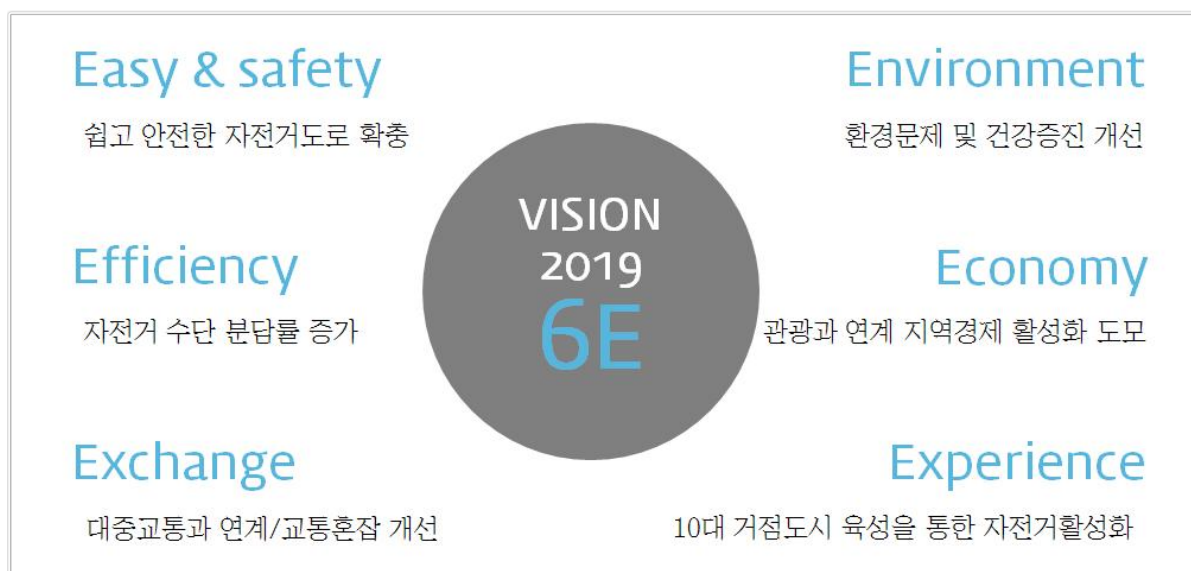 Easy & safety
쉽고 안전한 자전거도로 확충
Efficiency
자전거 수단 분담률 증가
Exchange
대중교통과 연계/교통혼잡 개선
VISION
2019
6E
Environment
환경문제 및 건강증진 개선
Economy
관광과 연계 지역경제 활성화 도모
Experience
10대 거점도시 육성을 통한 자전거활성화